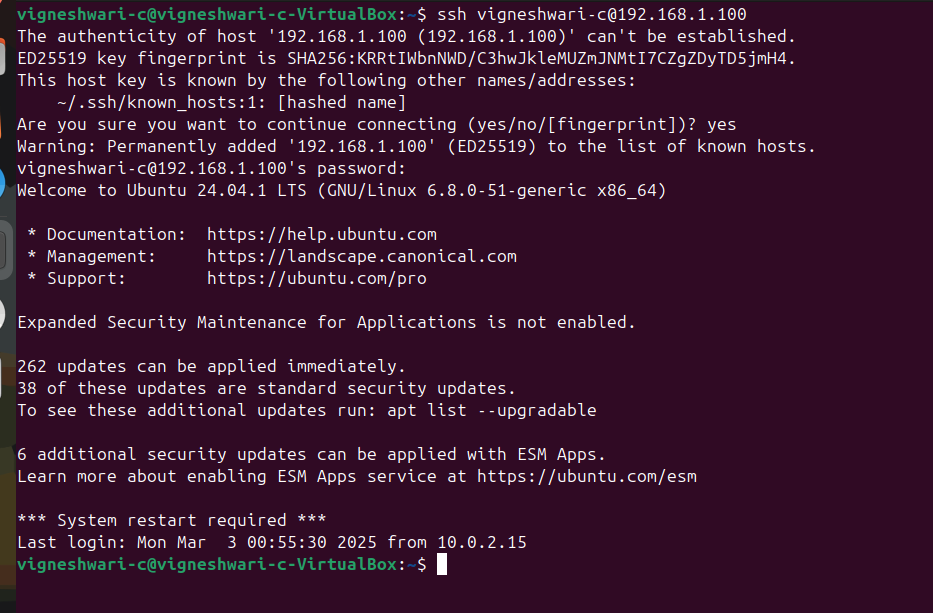 vigneshwari-c@vigneshwari-c-VirtualBox:~$ ssh vigneshwari-c@192.168.1.100
The authenticity of host '192.168.1.100 (192.168.1.100)' can't be established.
ED25519 key fingerprint is SHA256:KRRtIWbnNWD/C3hwJkleMUZmJNMtI7CZgZDyTD5jmH4.
This host key is known by the following other names/addresses:
    ~/.ssh/known_hosts:1: [hashed name]
Are you sure you want to continue connecting (yes/no/[fingerprint])? yes
Warning: Permanently added '192.168.1.100' (ED25519) to the list of known hosts.
vigneshwari-c@192.168.1.100's password:
Welcome to Ubuntu 24.04.1 LTS (GNU/Linux 6.8.0-51-generic x86_64)

 * Documentation:  https://help.ubuntu.com
 * Management:     https://landscape.canonical.com
 * Support:        https://ubuntu.com/pro

Expanded Security Maintenance for Applications is not enabled.

262 updates can be applied immediately.
38 of these updates are standard security updates.
To see these additional updates run: apt list --upgradable

6 additional security updates can be applied with ESM Apps.
Learn more about enabling ESM Apps service at https://ubuntu.com/esm

*** System restart required ***
Last login: Mon Mar  3 00:55:30 2025 from 10.0.2.15
vigneshwari-c@vigneshwari-c-VirtualBox:~$